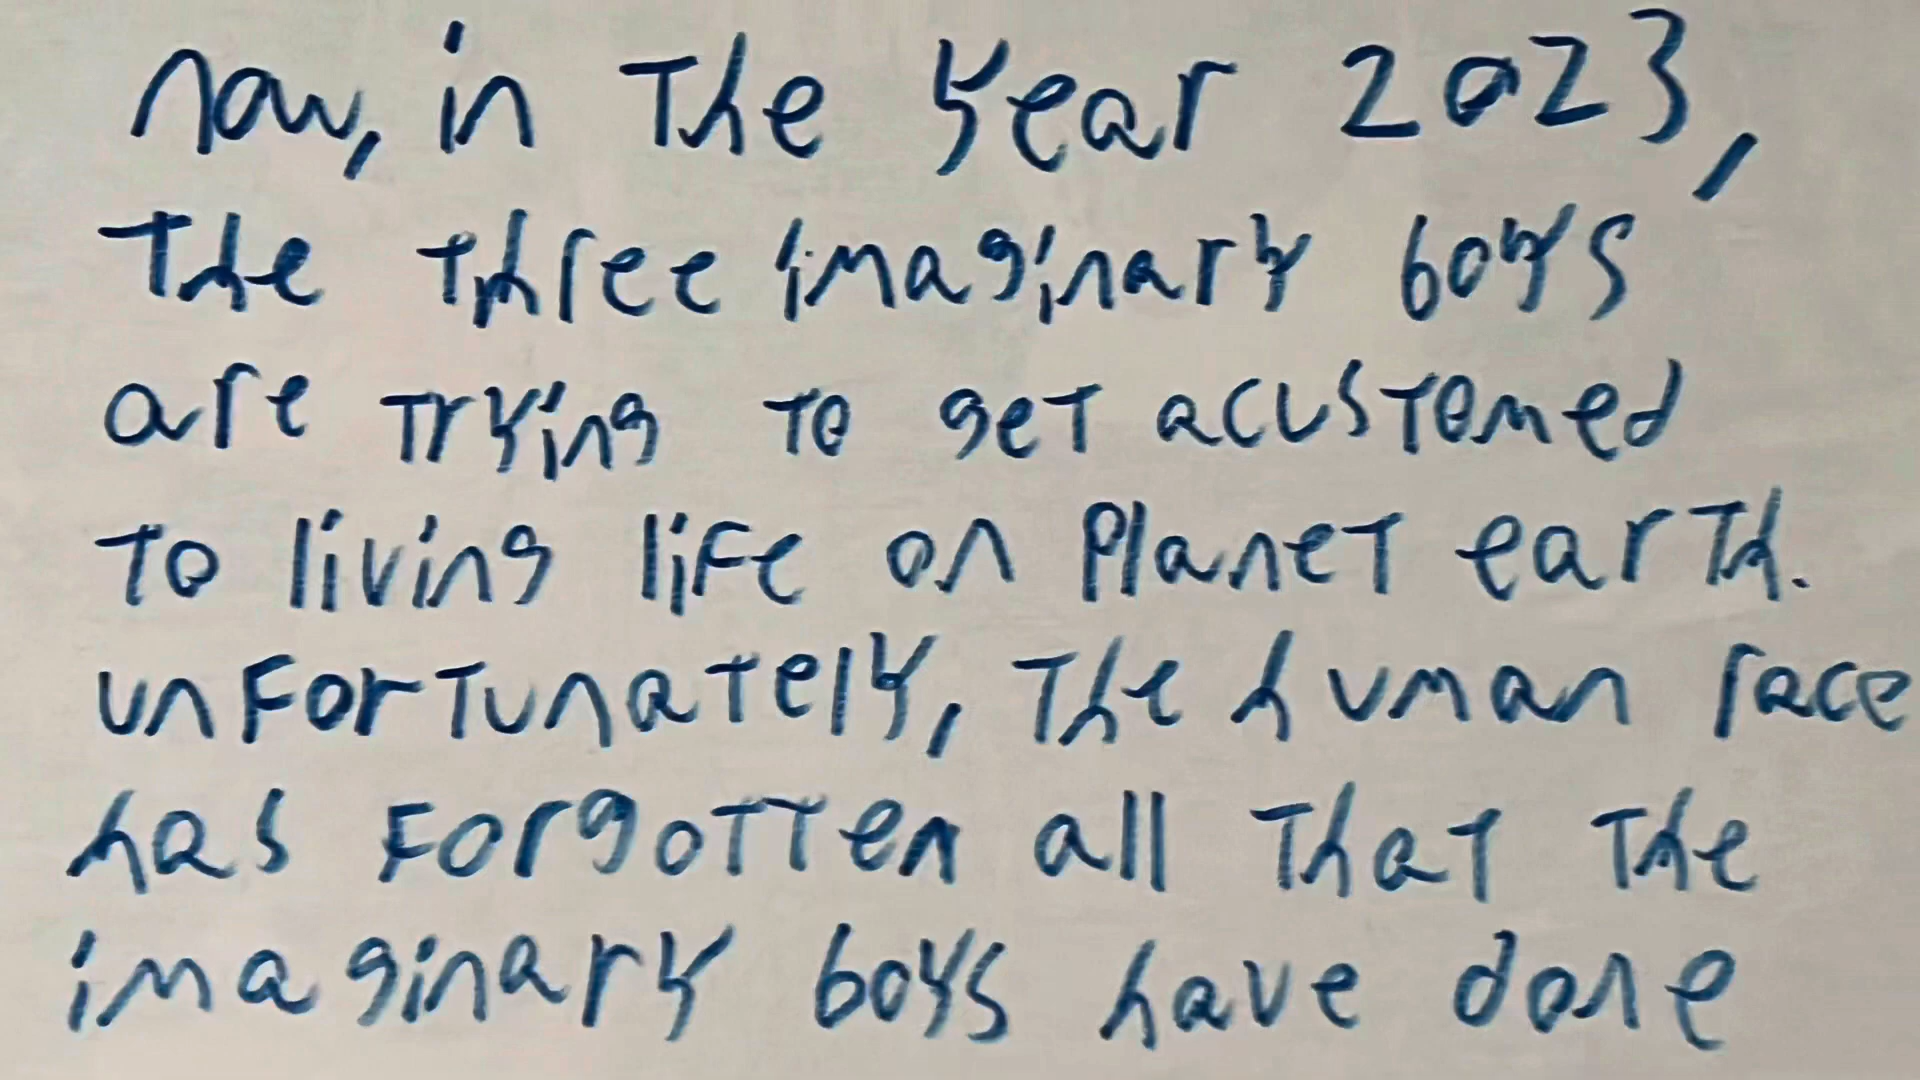 now, in The year 2023,
The three imaginary boys
are Trying To get acustomed
To living life on Planet earth.
unFortunately, The human race
has Forgotten all That The
imaginary boys have done